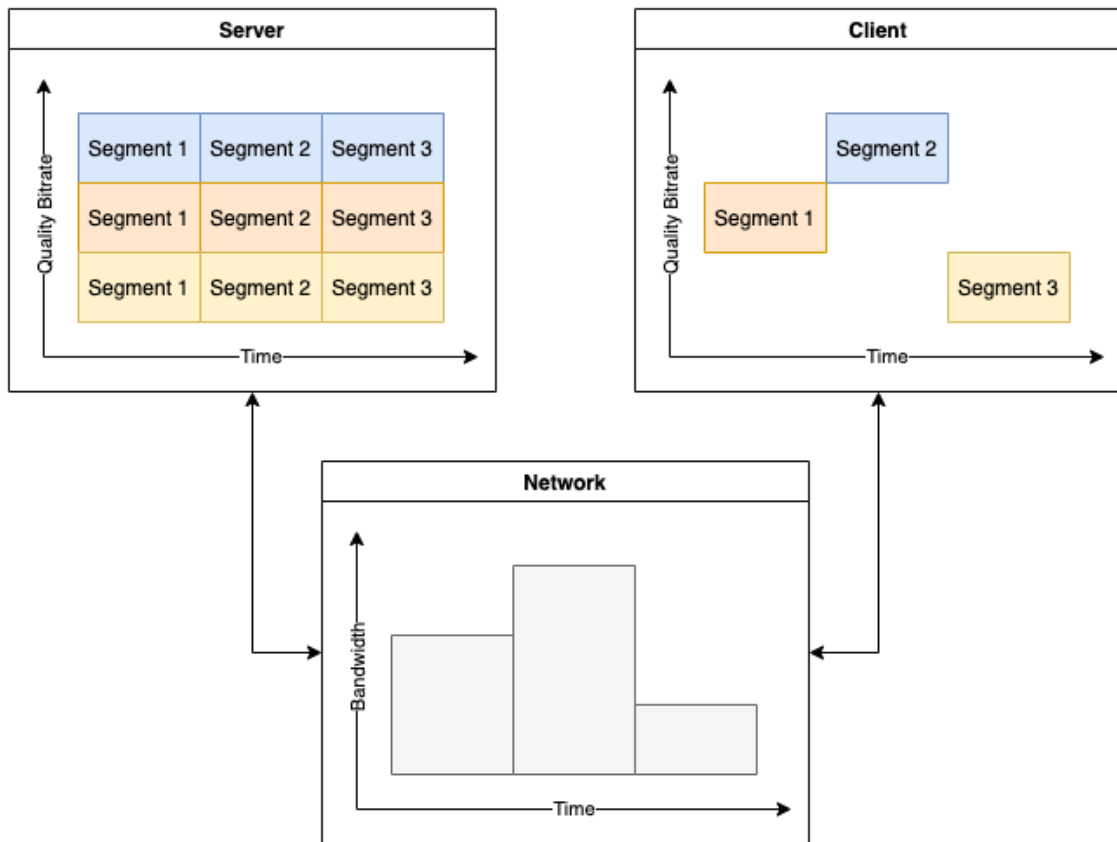 Server
Quality Bitrate
Segment 1 Segment 2 Segment 3
Segment 1 Segment 2 Segment 3
Segment 1 Segment 2 Segment 3
Time
Client
Quality Bitrate
Segment 2
Segment 1
Segment 3
Time
Network
Bandwidth
Time